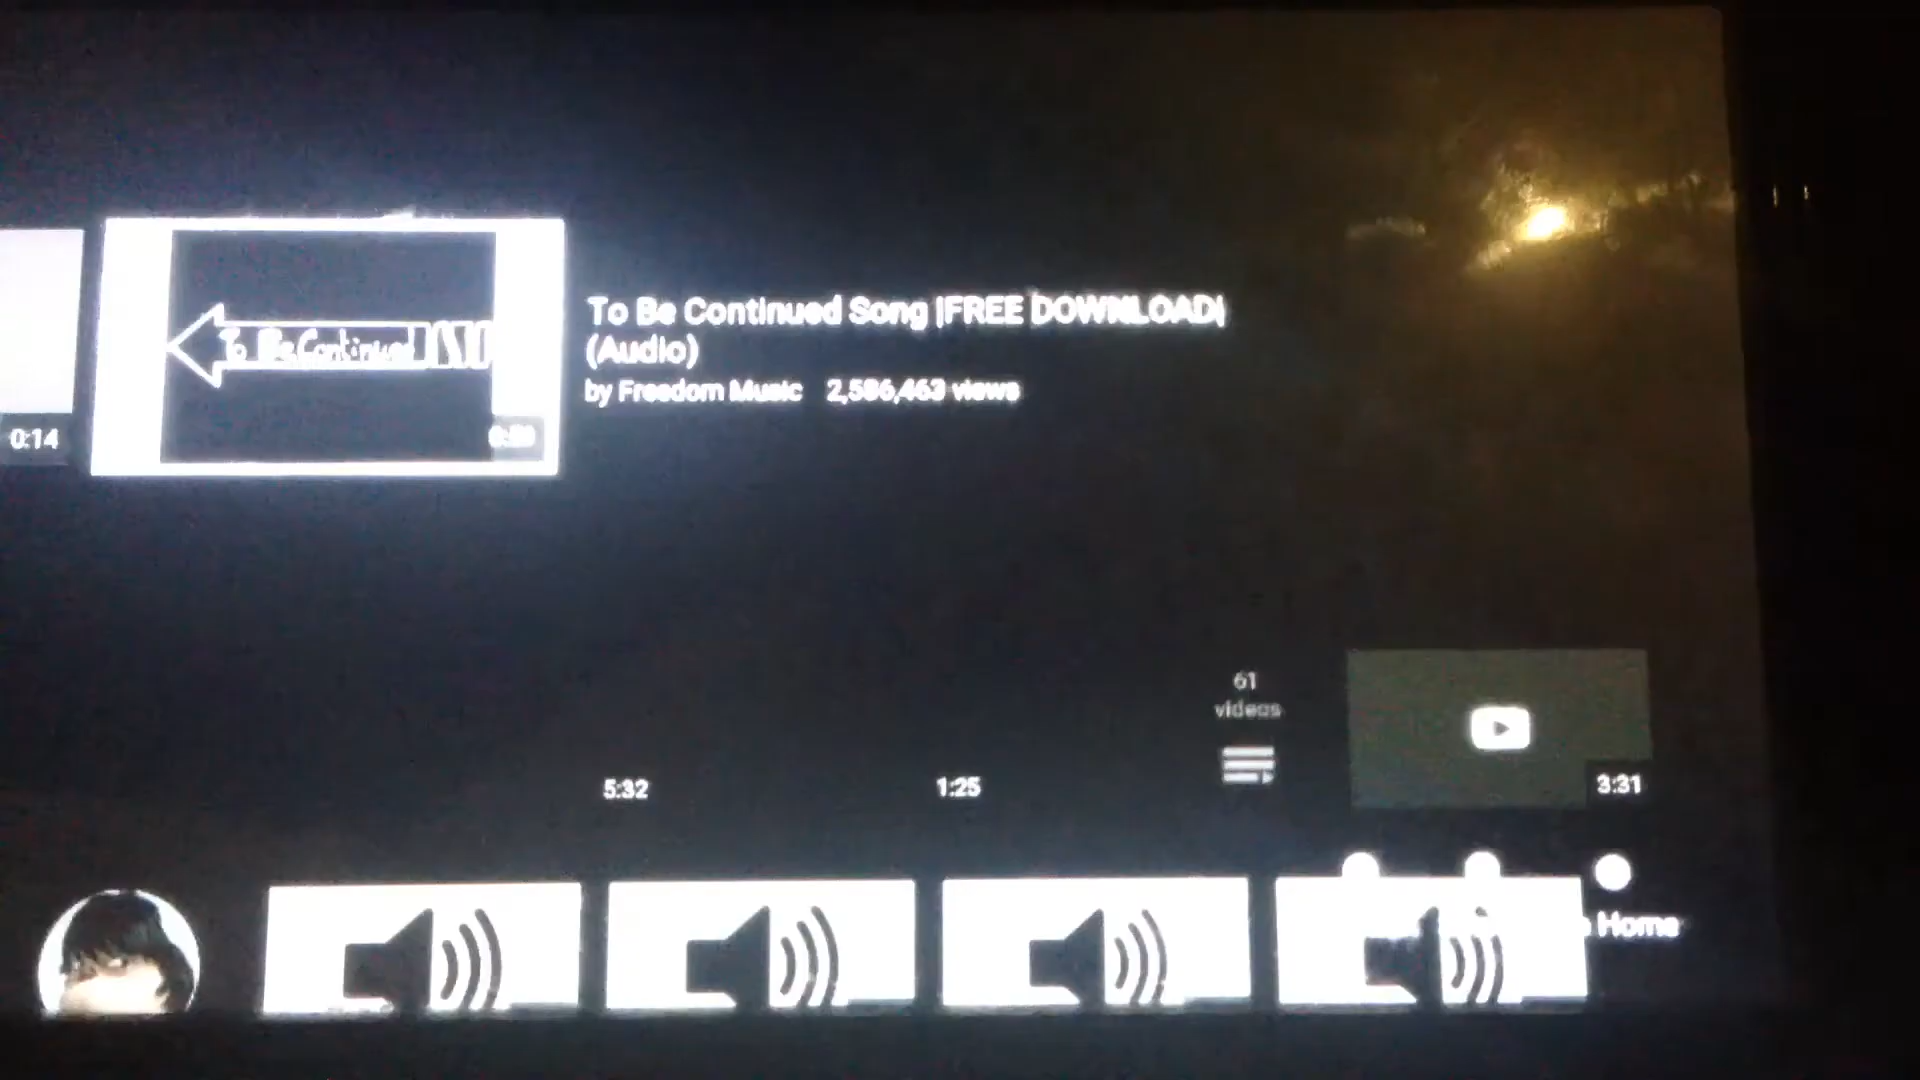 To Be Continued Song |FREE DOWNLOAD|
(Audio)
by Freedom Music 2,586,463 views
To Be Continued
0:14
61
videos
5:32
1:25
3:31
Home